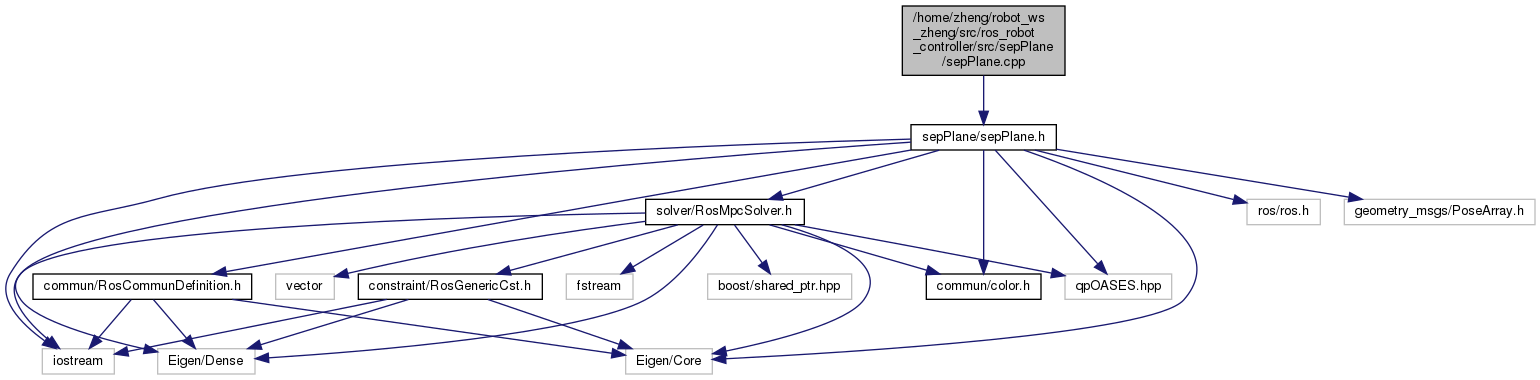 /home/zheng/robot_ws
_zheng/src/ros_robot
_controller/src/sepPlane
/sepPlane.cpp
sepPlane/sepPlane.h
solver/RosMpcSolver.h
ros/ros.h
geometry_msgs/PoseArray.h
commun/RosCommunDefinition.h
vector
constraint/RosGenericCst.h
fstream
boost/shared_ptr.hpp
commun/color.h
qpOASES.hpp
iostream
Eigen/Dense
Eigen/Core